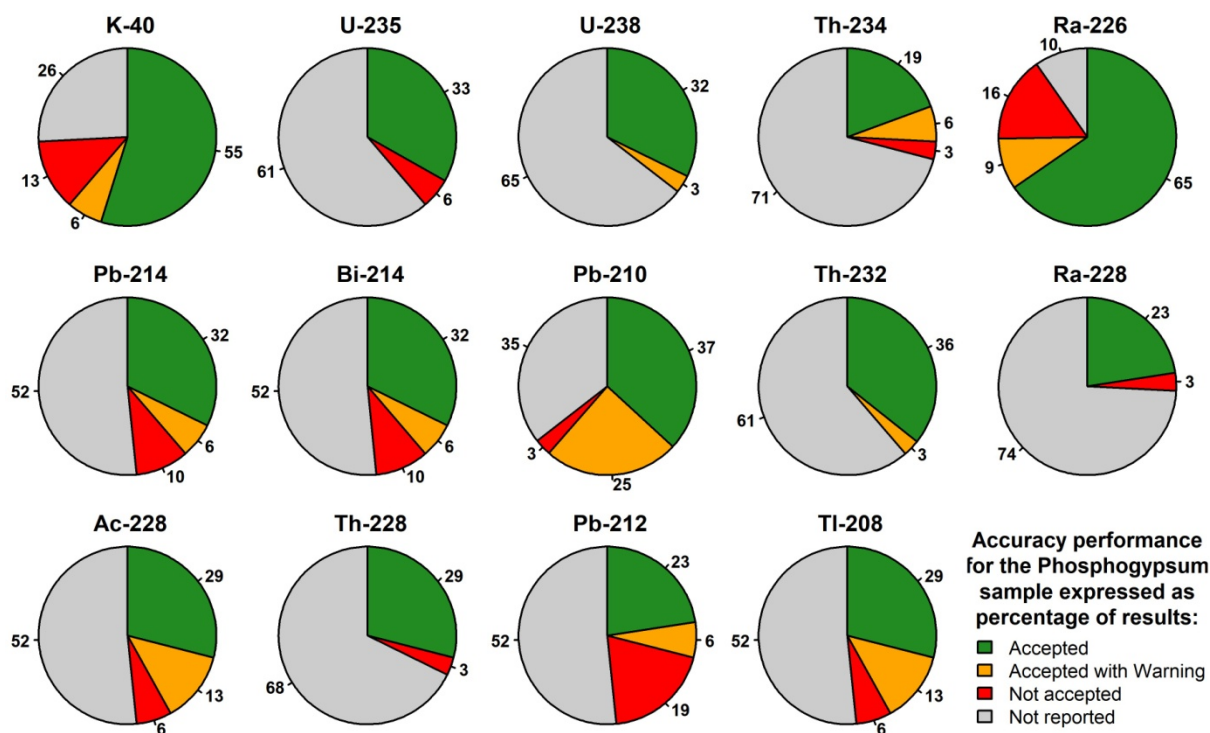 K-40
26
55
13
6
U-235
33
61
6
U-238
32
65
3
Th-234
19
6
3
71
Ra-226
10
16
9
65
Pb-214
32
52
6
10
Bi-214
32
52
6
10
Pb-210
35
37
3
25
Th-232
36
61
3
Ra-228
23
3
74
Ac-228
29
52
13
6
Th-228
29
3
68
Pb-212
23
52
6
19
Tl-208
29
52
13
6
Accuracy performance
for the Phosphogypsum
sample expressed as
percentage of results:
Accepted
Accepted with Warning
Not accepted
Not reported